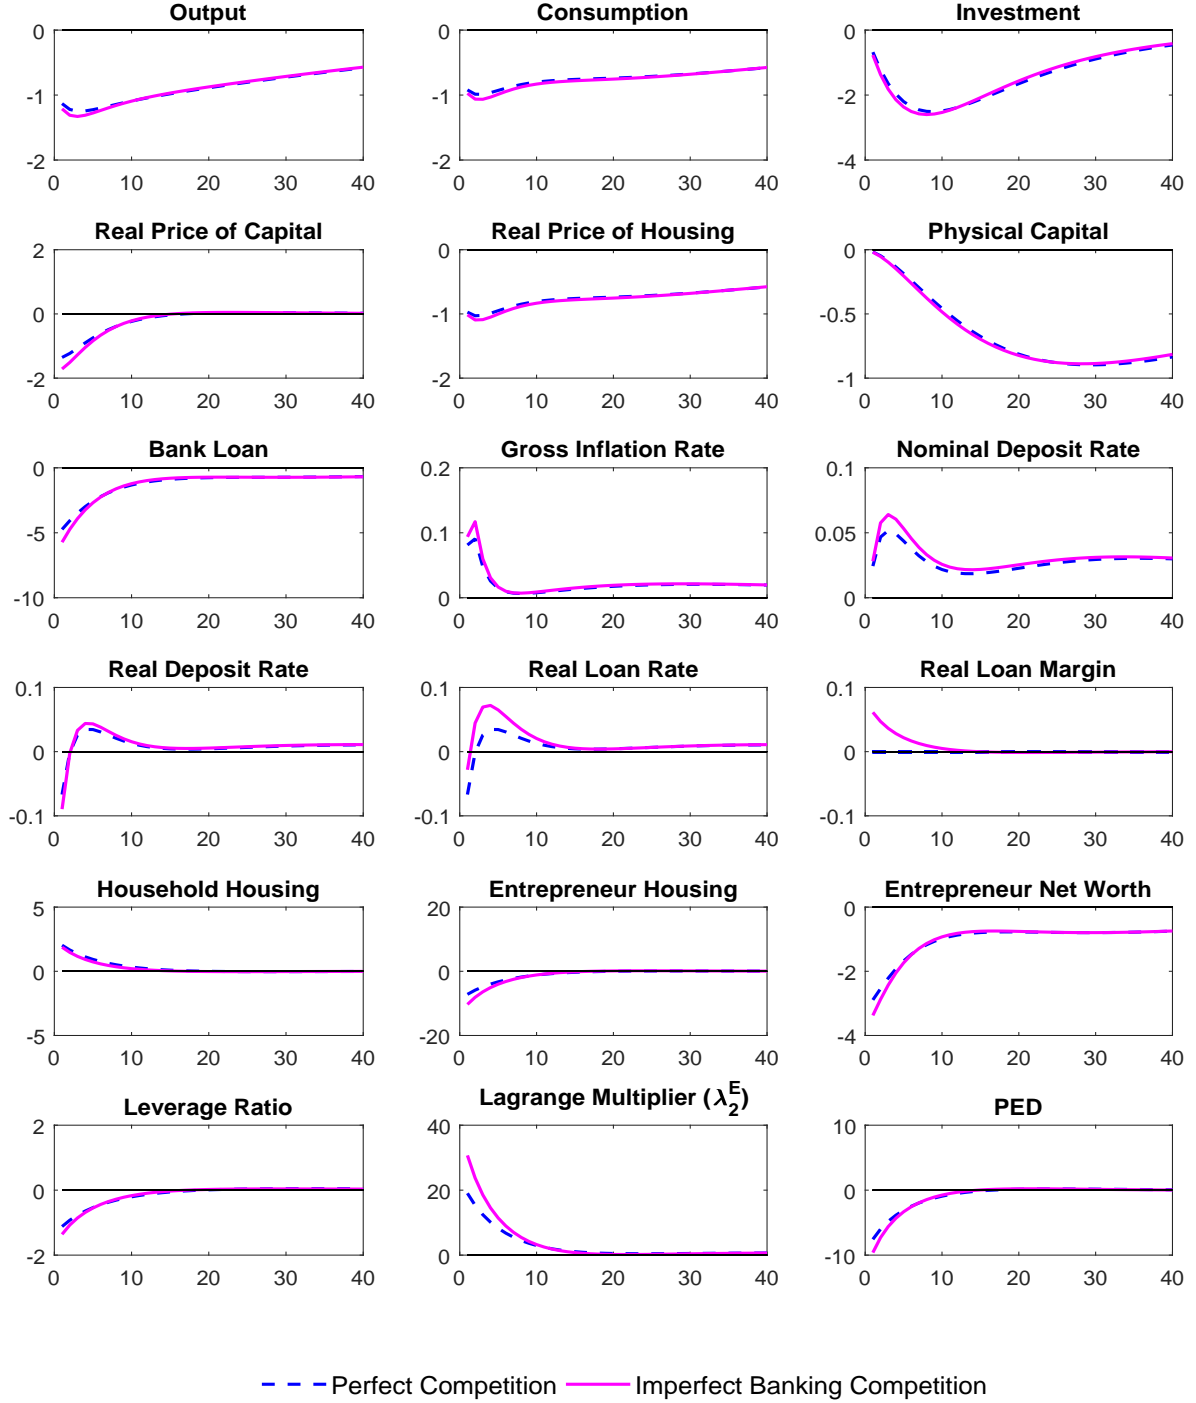 Output Consumption Investment
0 0 0
-1 -1 -2
-2 -2 -4
0 10 20 30 40 0 10 20 30 40 0 10 20 30 40
Real Price of Capital Real Price of Housing Physical Capital
2 0 0
0 -1 -0.5
-2 -2 -1
0 10 20 30 40 0 10 20 30 40 0 10 20 30 40
Bank Loan Gross Inflation Rate Nominal Deposit Rate
0 0.2 0.1
-5 0.1 0.05
-10 0 0
0 10 20 30 40 0 10 20 30 40 0 10 20 30 40
Real Deposit Rate Real Loan Rate Real Loan Margin
0.1 0.1 0.1
0 0 0
-0.1 -0.1 -0.1
0 10 20 30 40 0 10 20 30 40 0 10 20 30 40
Household Housing Entrepreneur Housing Entrepreneur Net Worth
5 20 0
0 0 -2
-5 -20 -4
0 10 20 30 40 0 10 20 30 40 0 10 20 30 40
Leverage Ratio Lagrange Multiplier (λ₂ᴱ) PED
2 40 10
0 20 0
-2 0 -10
0 10 20 30 40 0 10 20 30 40 0 10 20 30 40
Perfect Competition Imperfect Banking Competition